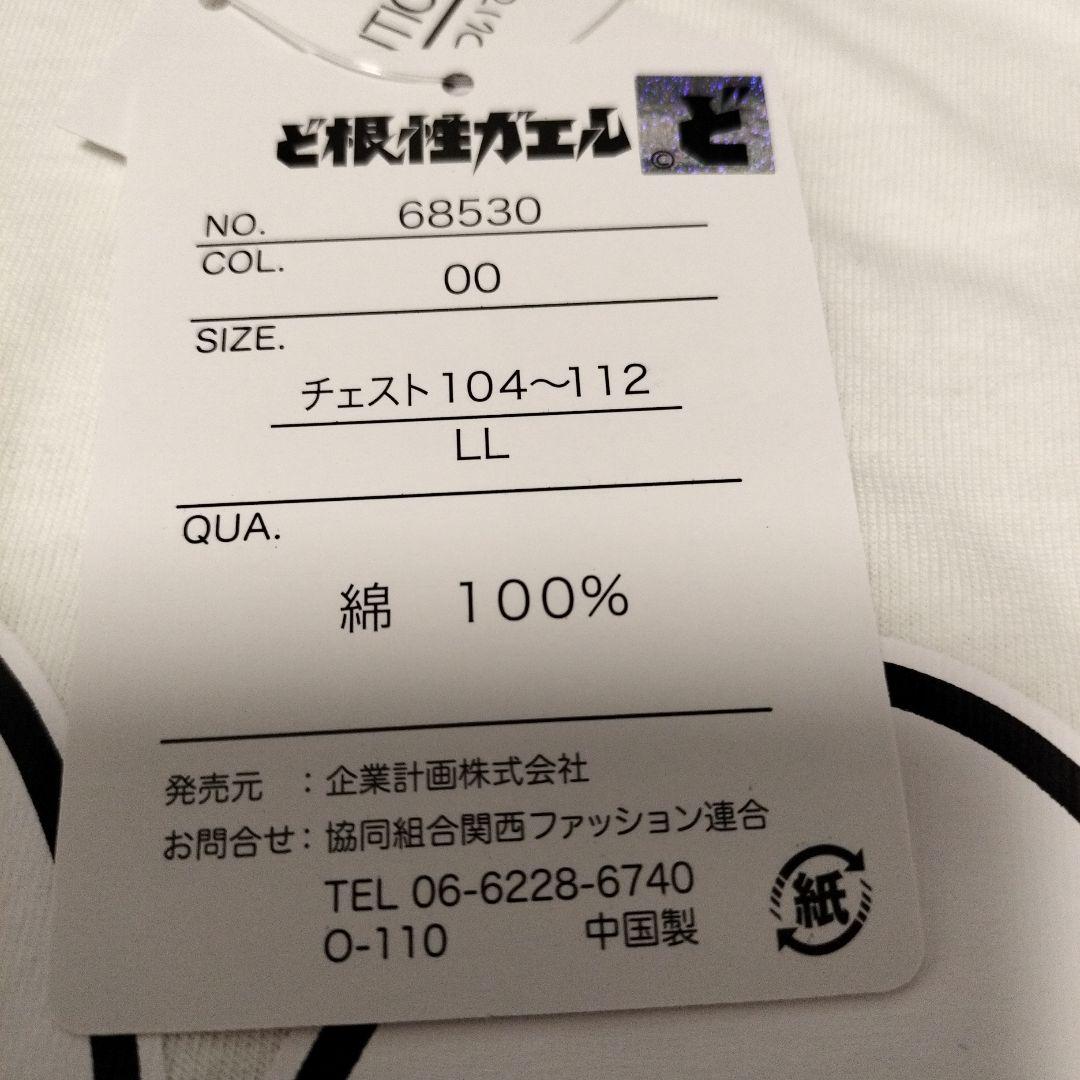 ど根性ガエル ど
©
NO. 68530
COL. 00
SIZE.
チェスト104〜112
LL
QUA.
綿 100%
発売元 : 企業計画株式会社
お問合せ : 協同組合関西ファッション連合
TEL 06-6228-6740
O-110 中国製
紙